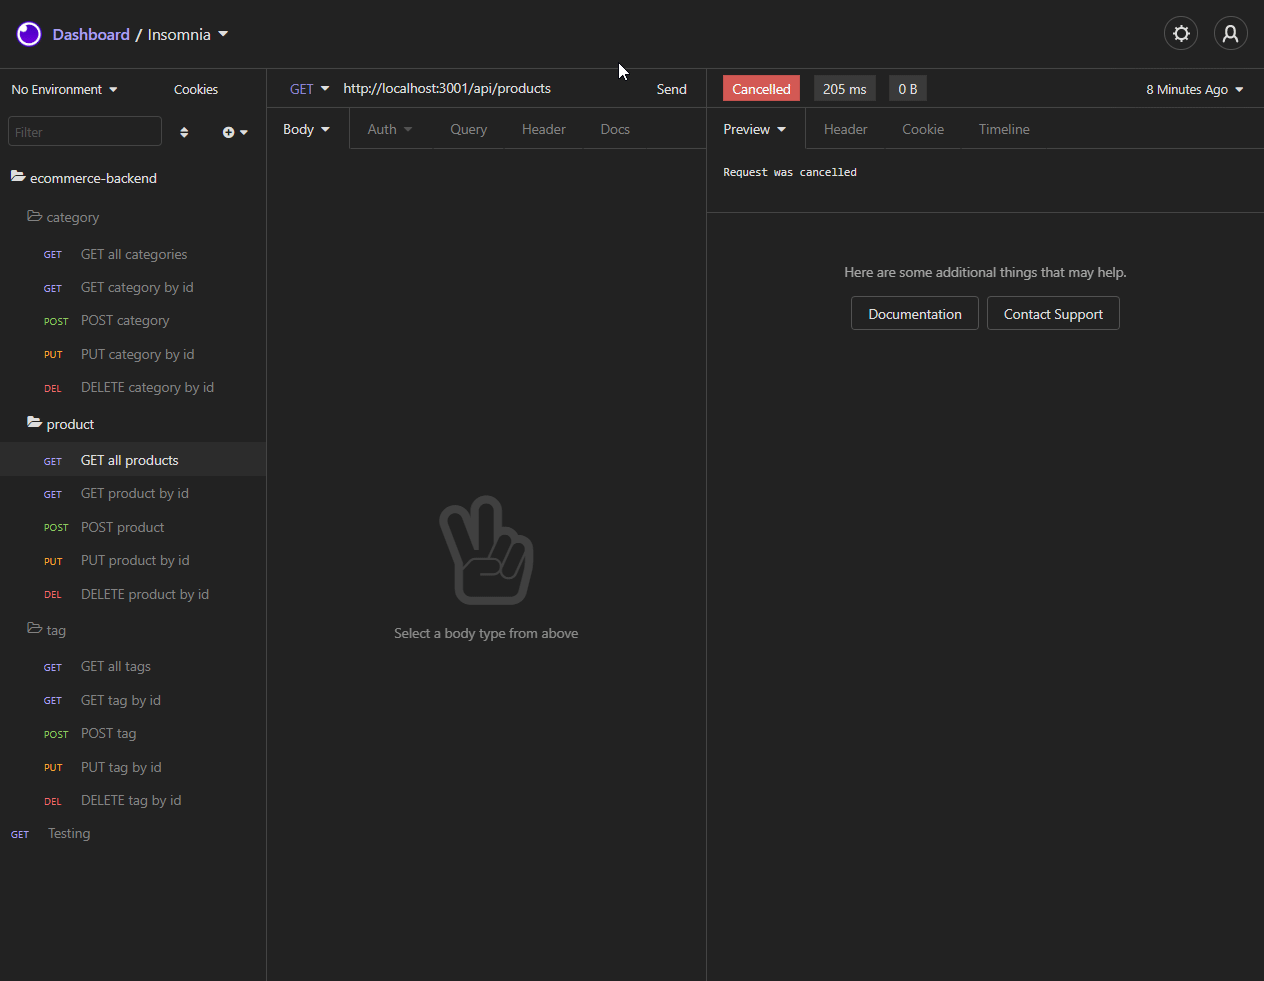 Dashboard / Insomnia
No Environment
Cookies
Filter
ecommerce-backend
category
GET GET all categories
GET GET category by id
POST POST category
PUT PUT category by id
DEL DELETE category by id
product
GET GET all products
GET GET product by id
POST POST product
PUT PUT product by id
DEL DELETE product by id
tag
GET GET all tags
GET GET tag by id
POST POST tag
PUT PUT tag by id
DEL DELETE tag by id
GET Testing
GET http://localhost:3001/api/products Send
Body Auth Query Header Docs
Select a body type from above
Cancelled 205 ms 0 B 8 Minutes Ago
Preview Header Cookie Timeline
Request was cancelled
Here are some additional things that may help.
Documentation Contact Support